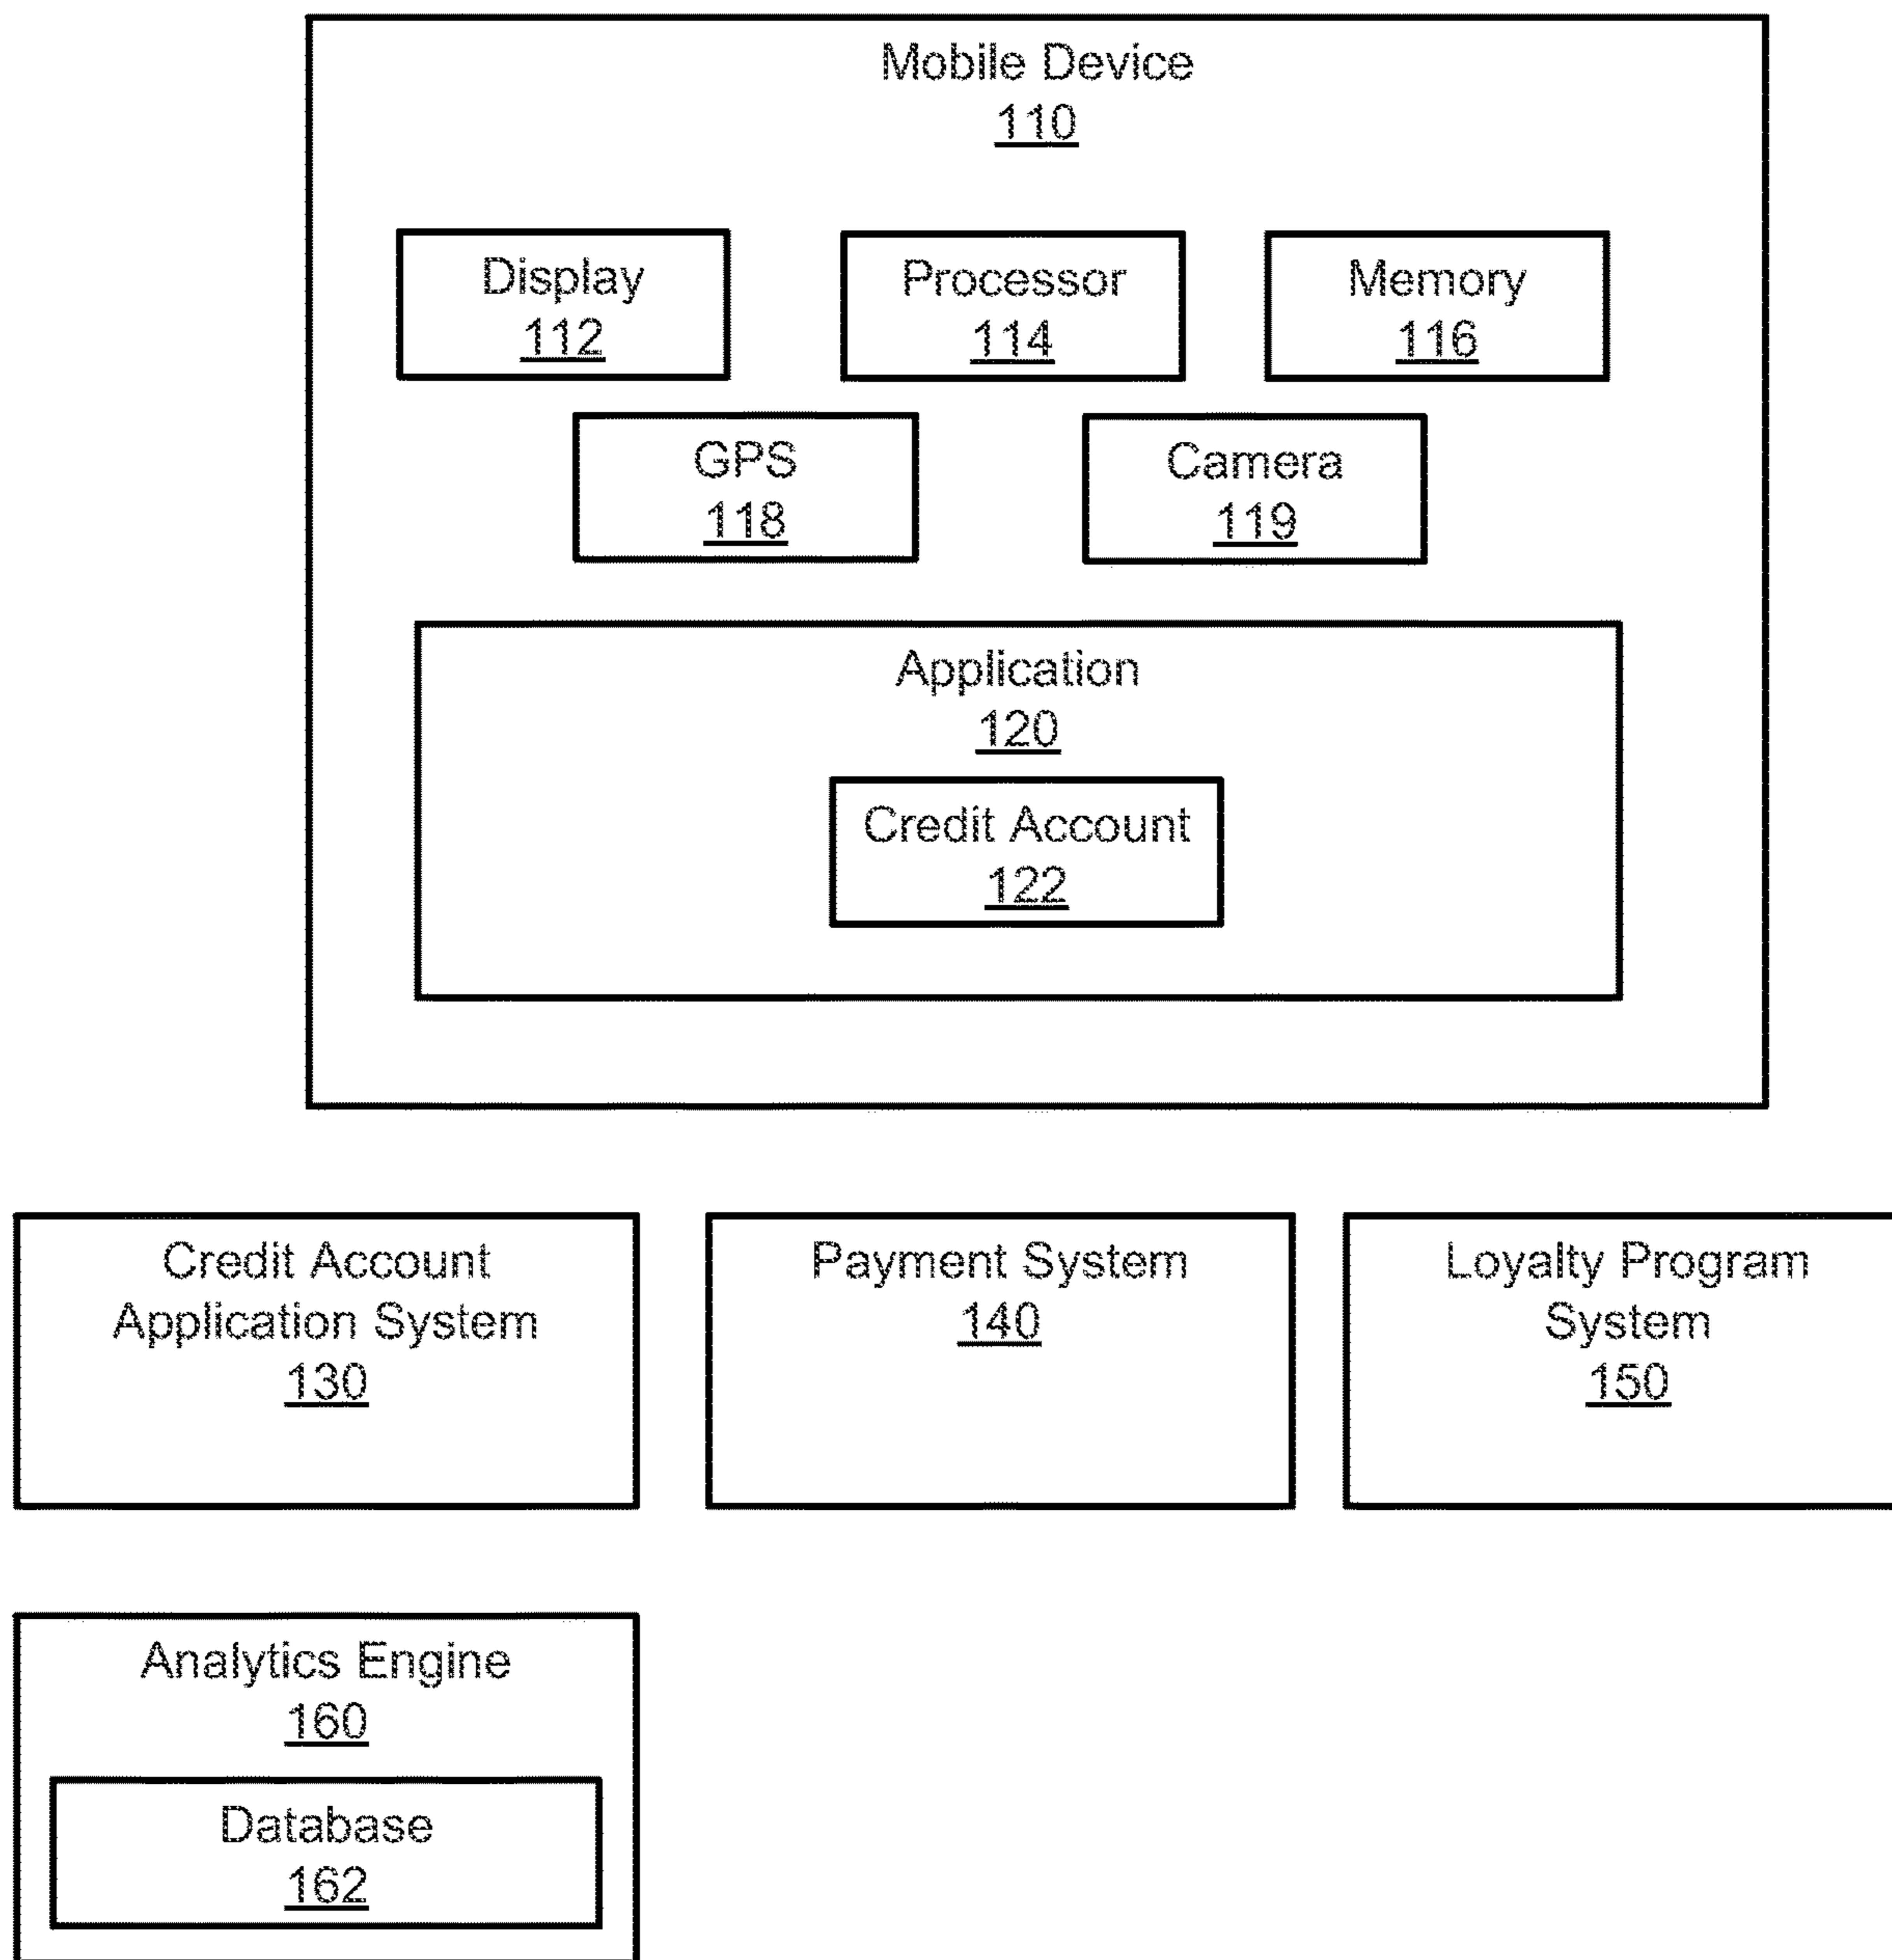 Mobile Device
110
Display
112
Processor
114
Memory
116
GPS
118
Camera
119
Application
120
Credit Account
122
Credit Account
Application System
130
Payment System
140
Loyalty Program
System
150
Analytics Engine
160
Database
162